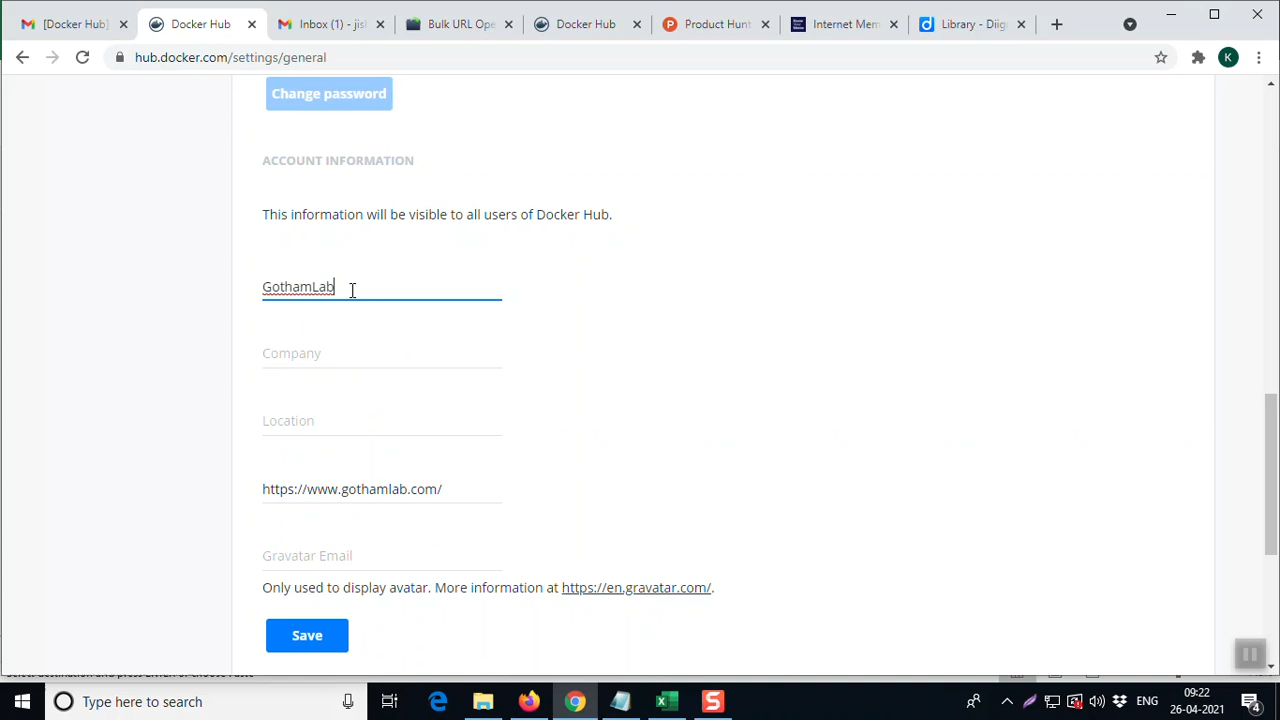 [Docker Hub]
Docker Hub
Inbox (1) - jis
Bulk URL Ope
Docker Hub
Product Hunt
Internet Mem
Library - Diig
hub.docker.com/settings/general
K
Change password
ACCOUNT INFORMATION
This information will be visible to all users of Docker Hub.
GothamLab
Company
Location
https://www.gothamlab.com/
Gravatar Email
Only used to display avatar. More information at https://en.gravatar.com/.
Save
Type here to search
ENG
09:22
26-04-2021
4